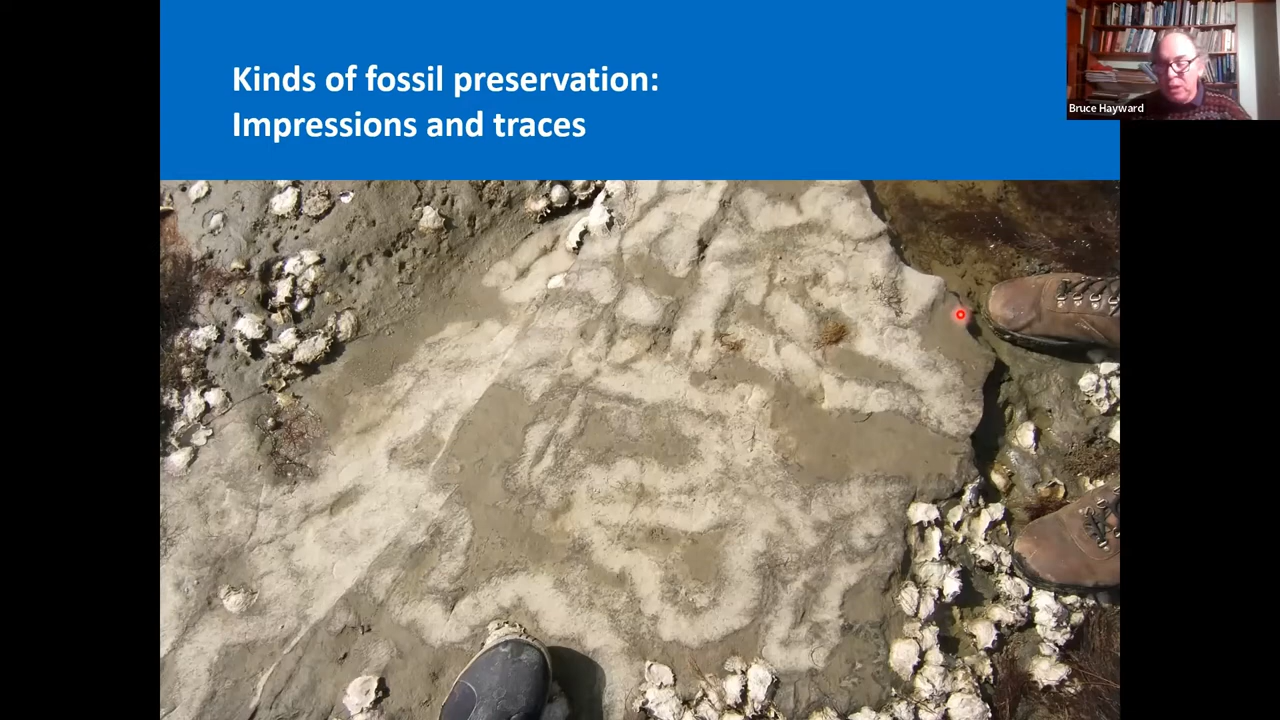 Kinds of fossil preservation:
Impressions and traces
Bruce Hayward